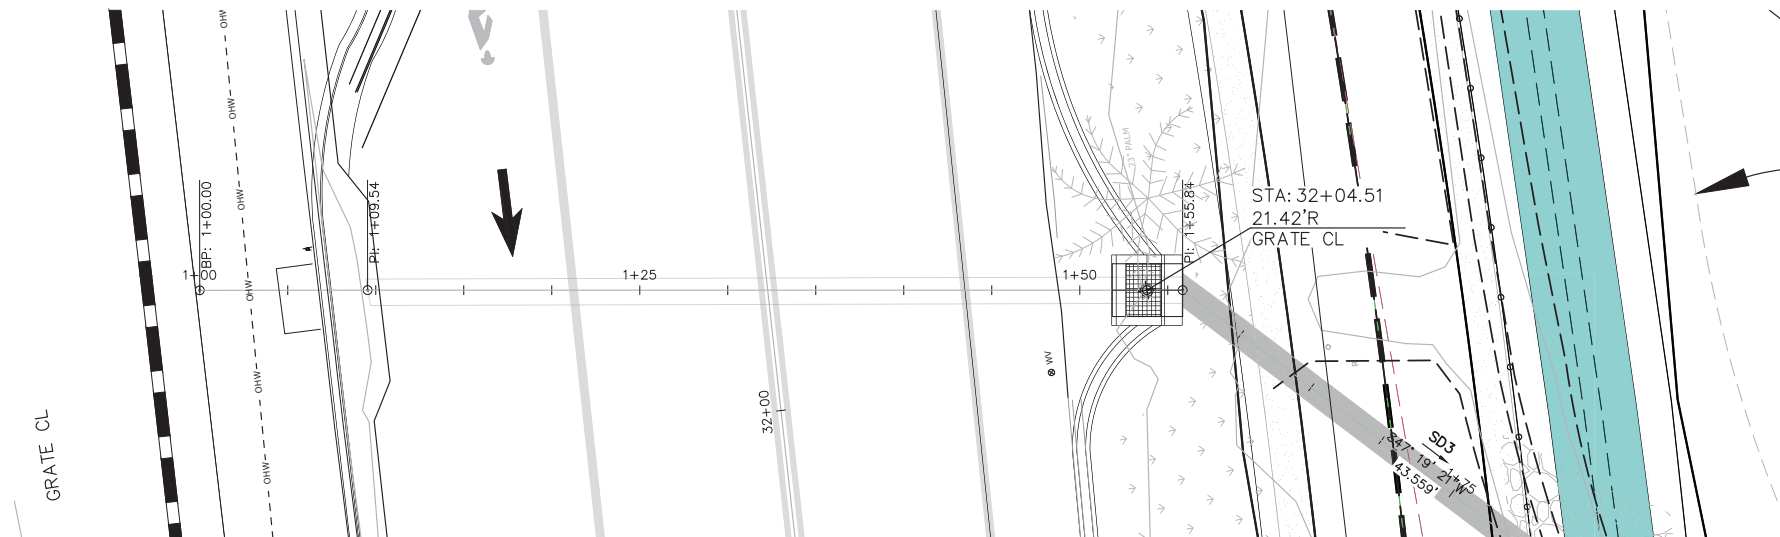 OHW
OHW
OHW
OHW
OHW
OHW
23" PALM
BP: 1+00.00
PI: 1+09.54
PI: 1+55.84
STA: 32+04.51
21.42'R
GRATE CL
1+00
1+25
1+50
WV
32+00
GRATE CL
SD3
S47° 19' 21"W
43.559'
1+75